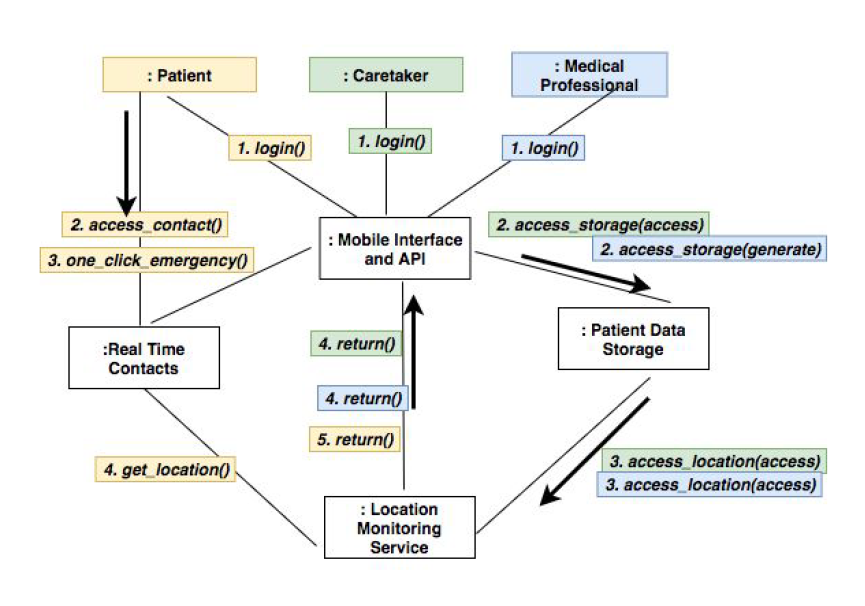 : Patient
: Caretaker
: Medical
Professional
1. login()
1. login()
1. login()
2. access_contact()
3. one_click_emergency()
: Mobile Interface
and API
2. access_storage(access)
2. access_storage(generate)
:Real Time
Contacts
4. return()
4. return()
5. return()
: Patient Data
Storage
4. get_location()
3. access_location(access)
3. access_location(access)
: Location
Monitoring
Service